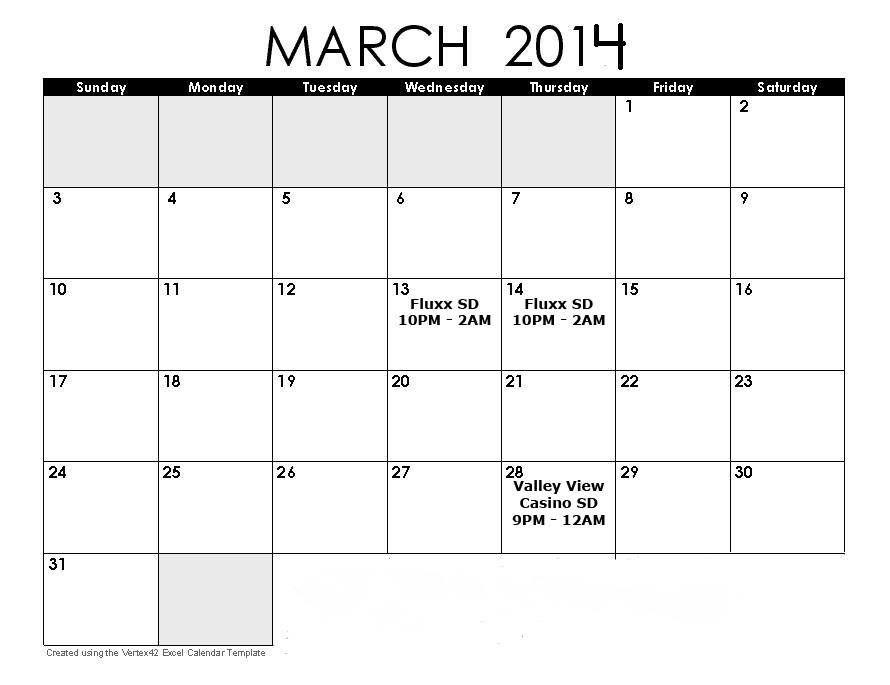 MARCH 2014
Sunday Monday Tuesday Wednesday Thursday Friday Saturday
1 2
3 4 5 6 7 8 9
10 11 12 13 14 15 16
Fluxx SD Fluxx SD
10PM - 2AM 10PM - 2AM
17 18 19 20 21 22 23
24 25 26 27 28 29 30
Valley View
Casino SD
9PM - 12AM
31
Created using the Vertex42 Excel Calendar Template